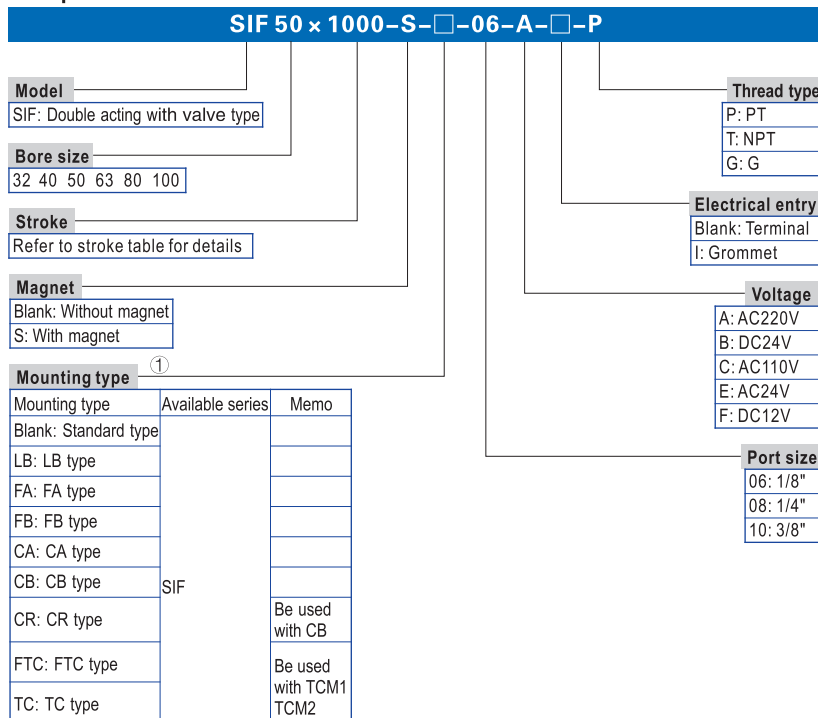 SIF 50 × 1000-S-□-06-A-□-P
Model
SIF: Double acting with valve type
Bore size
32 40 50 63 80 100
Stroke
Refer to stroke table for details
Magnet
Blank: Without magnet
S: With magnet
Mounting type ①
Mounting type Available series Memo
Blank: Standard type
LB: LB type
FA: FA type
FB: FB type
CA: CA type
CB: CB type
SIF
CR: CR type
Be used
with CB
FTC: FTC type
TC: TC type
Be used
with TCM1
TCM2
Thread type
P: PT
T: NPT
G: G
Electrical entry
Blank: Terminal
I: Grommet
Voltage
A: AC220V
B: DC24V
C: AC110V
E: AC24V
F: DC12V
Port size
06: 1/8"
08: 1/4"
10: 3/8"